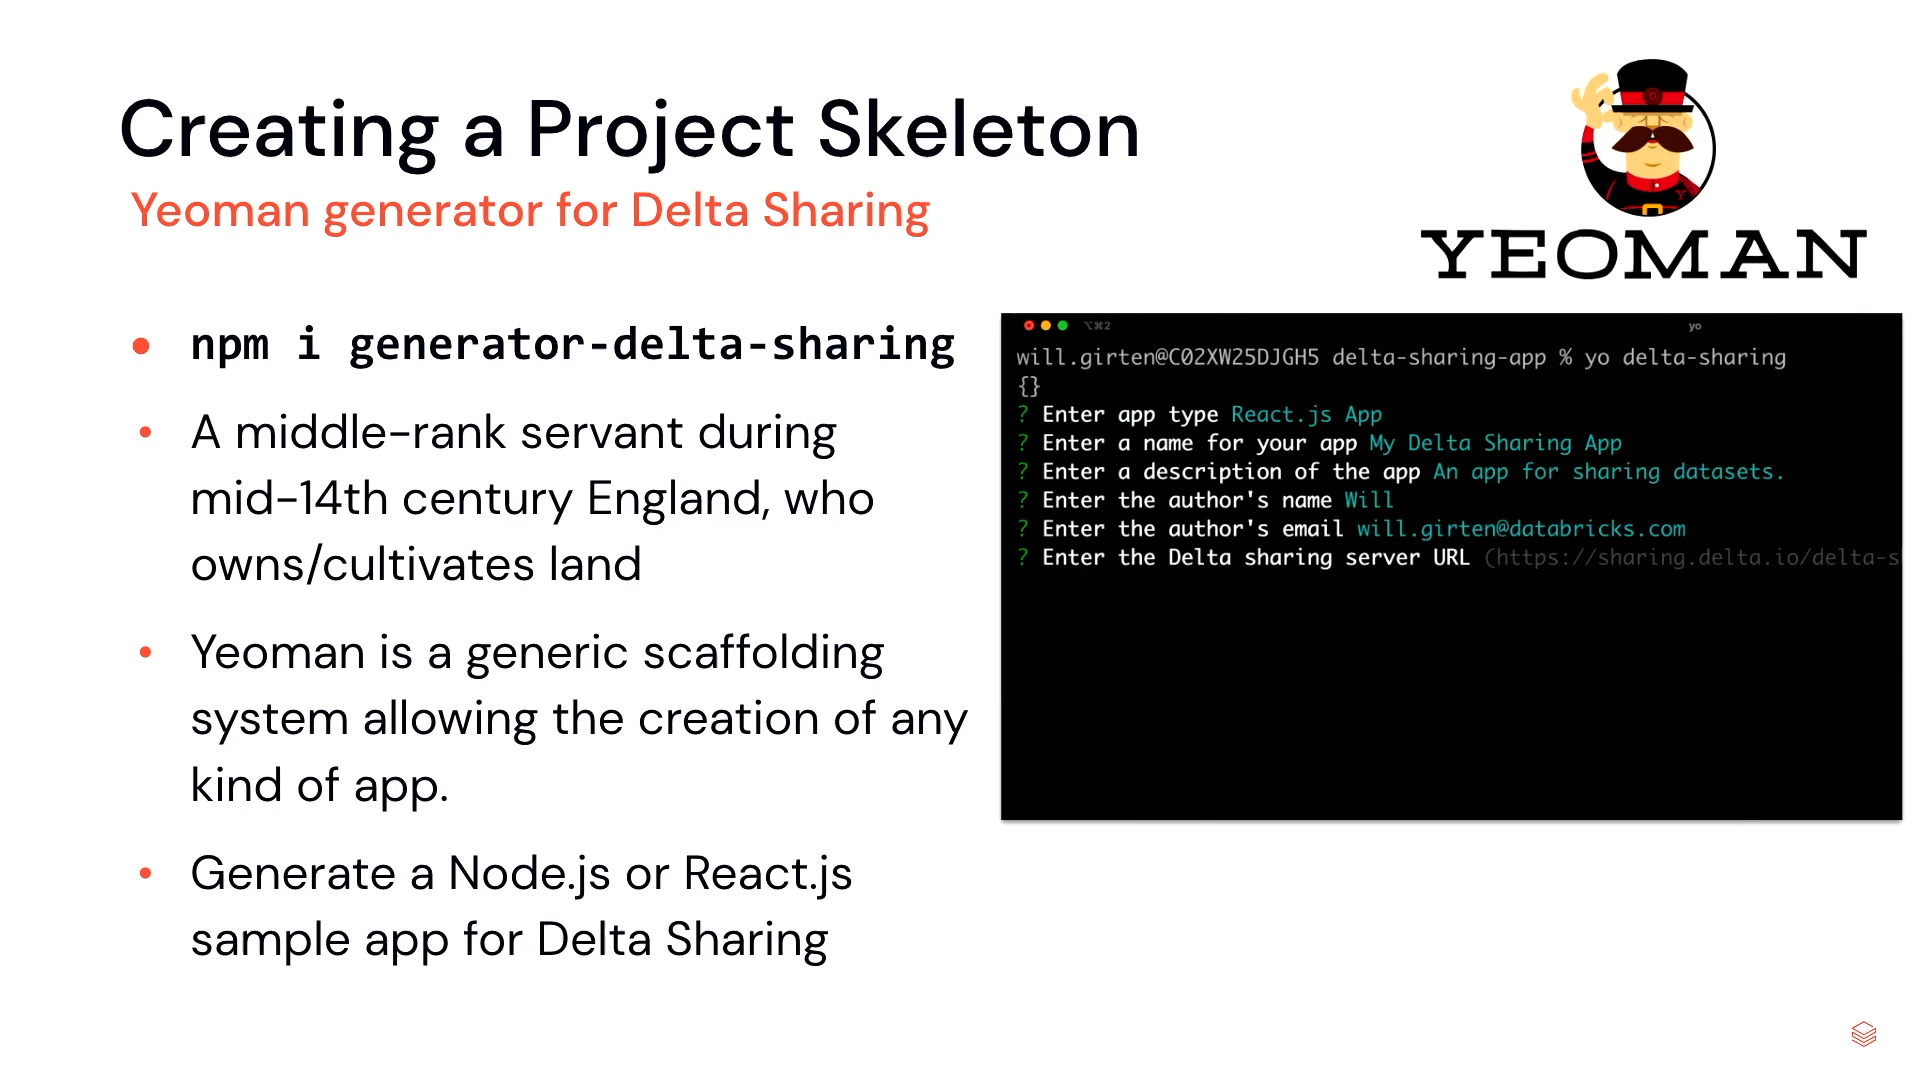 Creating a Project Skeleton
Yeoman generator for Delta Sharing
YEOMAN
• npm i generator-delta-sharing
• A middle-rank servant during
mid-14th century England, who
owns/cultivates land
• Yeoman is a generic scaffolding
system allowing the creation of any
kind of app.
• Generate a Node.js or React.js
sample app for Delta Sharing
⌥⌘2
yo
will.girten@C02XW25DJGH5 delta-sharing-app % yo delta-sharing
{}
? Enter app type React.js App
? Enter a name for your app My Delta Sharing App
? Enter a description of the app An app for sharing datasets.
? Enter the author's name Will
? Enter the author's email will.girten@databricks.com
? Enter the Delta sharing server URL (https://sharing.delta.io/delta-s